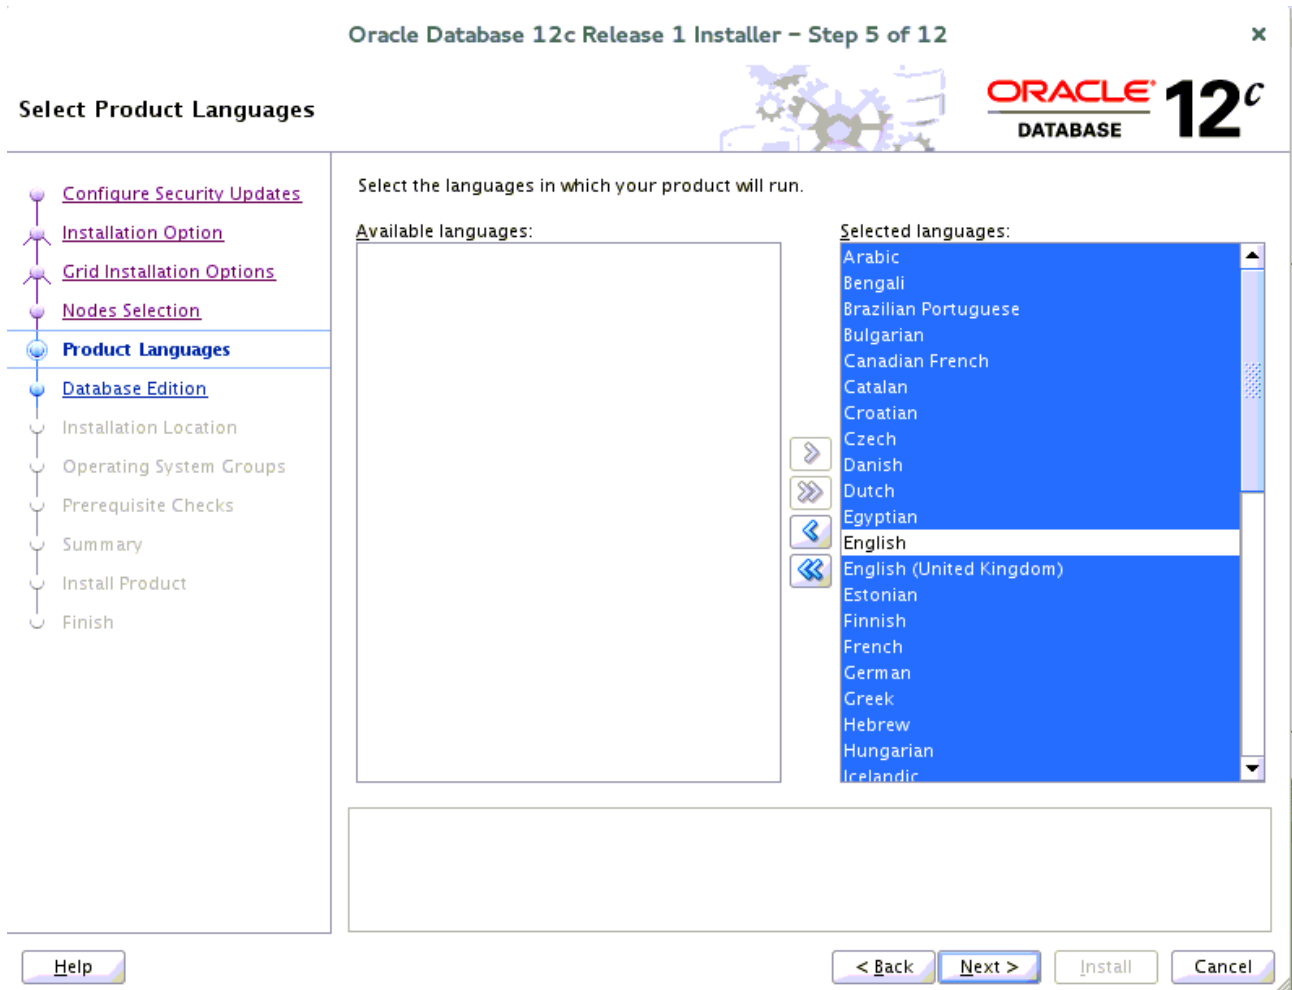 Oracle Database 12c Release 1 Installer – Step 5 of 12
Select Product Languages
ORACLE
DATABASE
12c
Configure Security Updates
Installation Option
Grid Installation Options
Nodes Selection
Product Languages
Database Edition
Installation Location
Operating System Groups
Prerequisite Checks
Summary
Install Product
Finish
Select the languages in which your product will run.
Available languages:
Selected languages:
Arabic
Bengali
Brazilian Portuguese
Bulgarian
Canadian French
Catalan
Croatian
Czech
Danish
Dutch
Egyptian
English
English (United Kingdom)
Estonian
Finnish
French
German
Greek
Hebrew
Hungarian
Icelandic
Help
< Back
Next >
Install
Cancel